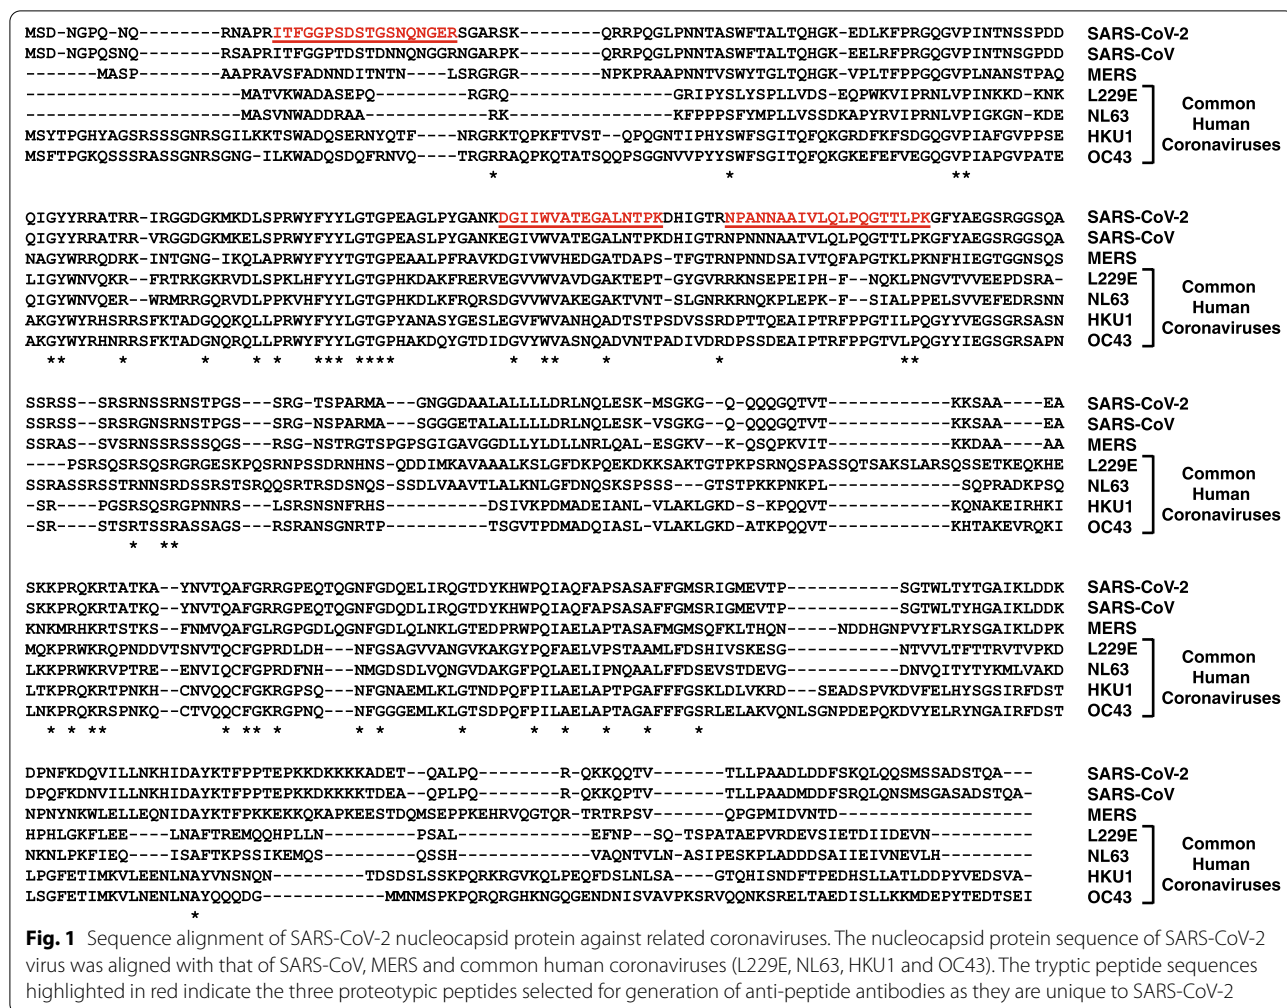 MSD-NGPQ-NQ--------RNAPRITFGGPSDSTGSNQNGERSGARSK--------QRRPQGLPNNTASWFTALTQHGK-EDLKFPRGQGVPINTNSSPDD SARS-CoV-2
MSD-NGPQSNQ--------RSAPRITFGGPTDSTDNNQNGGRNGARPK--------QRRPQGLPNNTASWFTALTQHGK-EELRFPRGQGVPINTNSGPDD SARS-CoV
-------MASP--------AAPRAVSFADNNDITNTN----LSRGRGR--------NPKPRAAPNNTVSWYTGLTQHGK-VPLTFPPGQGVPLNANSTPAQ MERS
---------------------MATVKWADASEPQ---------RGRQ----------------GRIPYSLYSPLLVDS-EQPWKVIPRNLVPINKKD-KNK L229E
---------------------MASVNWADDRAA----------RK----------------KFPPPSFYMPLLVSSDKAPYRVIPRNLVPIGKGN-KDE NL63
MSYTPGHYAGSRSSSGNRSGILKKTSWADQSERNYQTF----NRGRKTQPKFTVST--QPQGNTIPHYSWFSGITQFQKGRDFKFSDGQGVPIAFGVPPSE HKU1
MSFTPGKQSSSRASSGNRSGNG-ILKWADQSDQFRNVQ----TRGRRAQPKQTATSQQPSGGNVVPYYSWFSGITQFQKGKEFEFVEGQGVPIAPGVPATE OC43
Common
Human
Coronaviruses
* * **
QIGYYRRATRR-IRGGDGKMKDLSPRWYFYYLGTGPEAGLPYGANKDGIIWVATEGALNTPKDHIGTRNPANNAAIVLQLPQGTTLPKGFYAEGSRGGSQA SARS-CoV-2
QIGYYRRATRR-VRGGDGKMKELSPRWYFYYLGTGPEASLPYGANKEGIVWVATEGALNTPKDHIGTRNPNNNAATVLQLPQGTTLPKGFYAEGSRGGSQA SARS-CoV
NAGYWRRQDRK-INTGNG-IKQLAPRWYFYYLGTGPEAALPFRAVKDGIVWVHEDGATDAPS-TFGTRNPNNDSAIVTQFAPGTKLPKNFHIEGTGGNSQS MERS
LIGYWNVQKR--FRTRKGKRVDLSPKLHFYYLGTGPHKDAKFRERVEGVVWVAVDGAKTEPT-GYGVRRKNSEPEIPH-F--NQKLPNGVTVVEEPDSRA- L229E
QIGYWNVQER--WRMRRGQRVDLPPKVHFYYLGTGPHKDLKFRQRSDGVVWVAKEGAKTVNT-SLGNRKRNQKPLEPK-F--SIALPPELSVVEFEDRSNN NL63
AKGYWYRHSRRSFKTADGQQKQLLPRWYFYYLGTGPYANASYGESLEGVFWVANHQADTSTPSDVSSRDPTTQEAIPTRFPPGTILPQGYYVEGSGRSASN HKU1
AKGYWYRHNRRSFKTADGNQRQLLPRWYFYYLGTGPHAKDQYGTDIDGVYWVASNQADVNTPADIVDRDPSSDEAIPTRFPPGTVLPQGYYIEGSGRSAPN OC43
Common
Human
Coronaviruses
** * * * * *** **** * ** * * **
SSRSS--SRSRNSSRNSTPGS---SRG-TSPARMA---GNGGDAALALLLLDRLNQLESK-MSGKG--Q-QQQGQTVT------------KKSAA---EA SARS-CoV-2
SSRSS--SRSRGNSRNSTPGS---SRG-NSPARMA---SGGGETALALLLLDRLNQLESK-VSGKG--Q-QQQGQTVT------------KKSAA---EA SARS-CoV
SSRAS--SVSRNSSRSSSQGS---RSG-NSTRGTSPGPSGIGAVGGDLLYLDLLNRLQAL-ESGKV--K-QSQPKVIT------------KKDAA---AA MERS
----PSRSQSRSQSRGRGESKPQSRNPSSDRNHNS-QDDIMKAVAAALKSLGFDKPQEKDKKSAKTGTPKPSRNQSPASSQTSAKSLARSQSSETKEQKHE L229E
SSRASSRSSTRNNSRDSSRSTSRQQSRTRSDSNQS-SSDLVAAVTLALKNLGFDNQSKSPSSS---GTSTPKKPNKPL-------------SQPRADKPSQ NL63
-SR----PGSRSQSRGPNNRS---LSRSNSNFRHS----------DSIVKPDMADEIANL-VLAKLGKD-S-KPQQVT------------KQNAKEIRHKI HKU1
-SR----STSRTSSRASSAGS---RSRANSGNRTP----------TSGVTPDMADQIASL-VLAKLGKD-ATKPQQVT------------KHTAKEVRQKI OC43
Common
Human
Coronaviruses
* **
SKKPRQKRTATKA--YNVTQAFGRRGPEQTQGNFGDQELIRQGTDYKHWPQIAQFAPSASAFFGMSRIGMEVTP-----------SGTWLTYTGAIKLDDK SARS-CoV-2
SKKPRQKRTATKQ--YNVTQAFGRRGPEQTQGNFGDQDLIRQGTDYKHWPQIAQFAPSASAFFGMSRIGMEVTP-----------SGTWLTYHGAIKLDDK SARS-CoV
KNKMRHKRTSTKS--FNMVQAFGLRGPGDLQGNFGDLQLNKLGTEDPRWPQIAELAPTASAFMGMSQFKLTHQN-----NDDHGNPVYFLRYSGAIKLDPK MERS
MQKPRWKRQPNDDVTSNVTQCFGPRDLDH---NFGSAGVVANGVKAKGYPQFAELVPSTAAMLFDSHIVSKESG-----------NTVVLTFTTRVTVPKD L229E
LKKPRWKRVPTRE--ENVIQCFGPRDFNH---NMGDSDLVQNGVDAKGFPQLAELIPNQAALFFDSEVSTDEVG-----------DNVQITYTYKMLVAKD NL63
LTKPRQKRTPNKH--CNVQQCFGKRGPSQ---NFGNAEMLKLGTNDPQFPILAELAPTPGAFFFGSKLDLVKRD---SEADSPVKDVFELHYSGSIRFDST HKU1
LNKPRQKRSPNKQ--CTVQQCFGKRGPNQ---NFGGGEMLKLGTSDPQFPILAELAPTAGAFFFGSRLELAKVQNLSGNPDEPQKDVYELRYNGAIRFDST OC43
Common
Human
Coronaviruses
* * ** * ** * * * * * * * * *
DPNFKDQVILLNKHIDAYKTFPPTEPKKDKKKKADET--QALPQ--------R-QKKQQTV-------TLLPAADLDDFSKQLQQSMSSADSTQA--- SARS-CoV-2
DPQFKDNVILLNKHIDAYKTFPPTEPKKDKKKKTDEA--QPLPQ--------R-QKKQPTV-------TLLPAADMDDFSRQLQNSMSGASADSTQA- SARS-CoV
NPNYNKWLELLEQNIDAYKTFPKKEKKQKAPKEESTDQMSEPPKEHRVQGTQR-TRTRPSV-------QPGPMIDVNTD------------------- MERS
HPHLGKFLEE----LNAFTREMQQHPLLN---------PSAL----------EFNP--SQ-TSPATAEPVRDEVSIETDIIDEVN---------- L229E
NKNLPKFIEQ----ISAFTKPSSIKEMQS---------QSSH-------------VAQNTVLN-ASIPESKPLADDDSAIIEIVNEVLH--------- NL63
LPGFETIMKVLEENLNAYVNSNQN---------TDSDSLSSKPQRKRGVKQLPEQFDSLNLSA----GTQHISNDFTPEDHSLLATLDDPYVEDSVA- HKU1
LSGFETIMKVLNENLNAYQQQDG------------MMNMSPKPQRQRGHKNGQGENDNISVAVPKSRVQQNKSRELTAEDISLLKKMDEPYTEDTSEI OC43
Common
Human
Coronaviruses
*
Fig. 1 Sequence alignment of SARS-CoV-2 nucleocapsid protein against related coronaviruses. The nucleocapsid protein sequence of SARS-CoV-2
virus was aligned with that of SARS-CoV, MERS and common human coronaviruses (L229E, NL63, HKU1 and OC43). The tryptic peptide sequences
highlighted in red indicate the three proteotypic peptides selected for generation of anti-peptide antibodies as they are unique to SARS-CoV-2